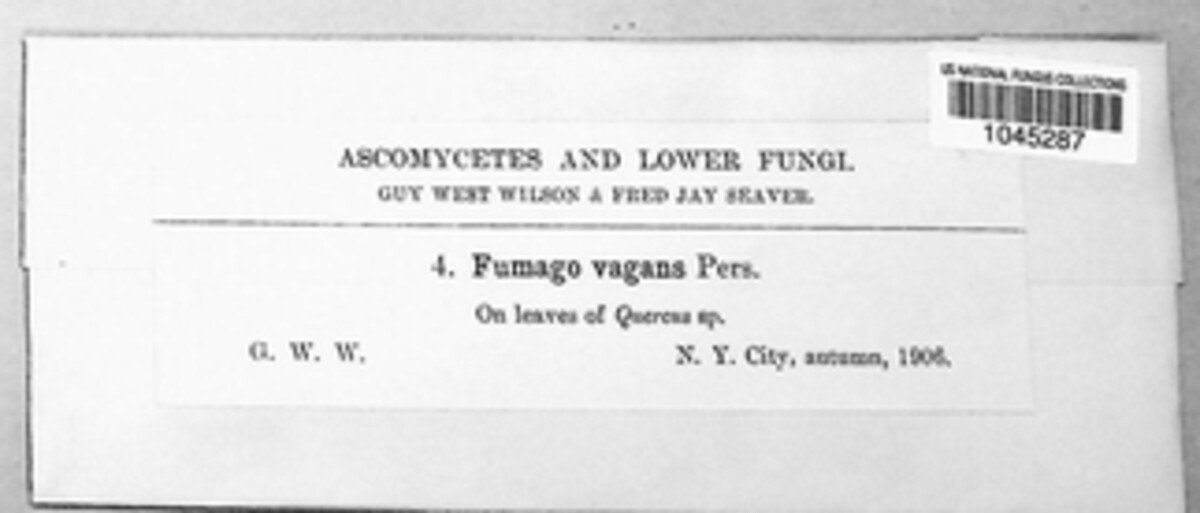 US NATIONAL FUNGUS COLLECTIONS
1045287
ASCOMYCETES AND LOWER FUNGI.
GUY WEST WILSON & FRED JAY SEAVER.
4. Fumago vagans Pers.
On leaves of Quercus sp.
G. W. W. N. Y. City, autumn, 1906.